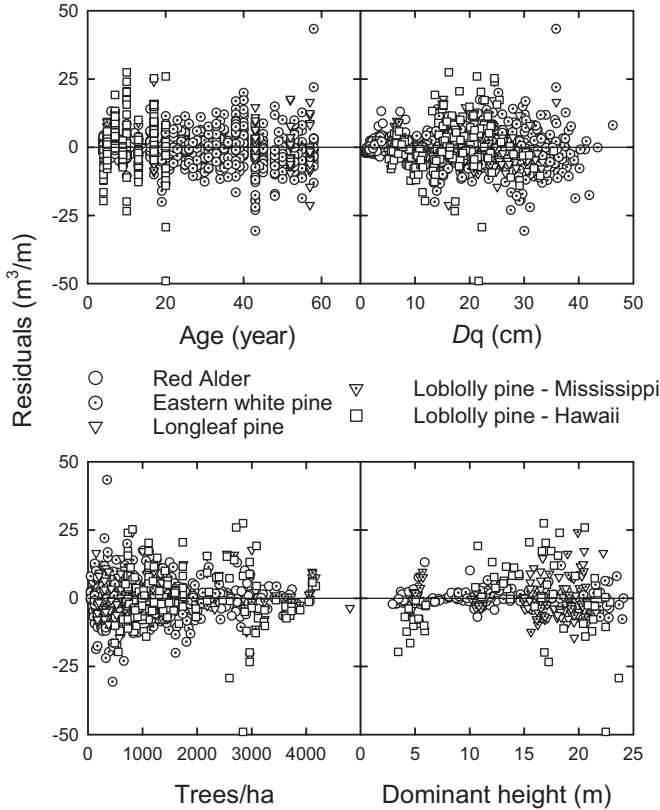 50
25
0
-25
-50
0 20 40 60
0 10 20 30 40 50
Age (year)
Dq (cm)
Residuals (m³/m)
Red Alder
Eastern white pine
Longleaf pine
Loblolly pine - Mississippi
Loblolly pine - Hawaii
50
25
0
-25
-50
0 1000 2000 3000 4000
0 5 10 15 20 25
Trees/ha
Dominant height (m)